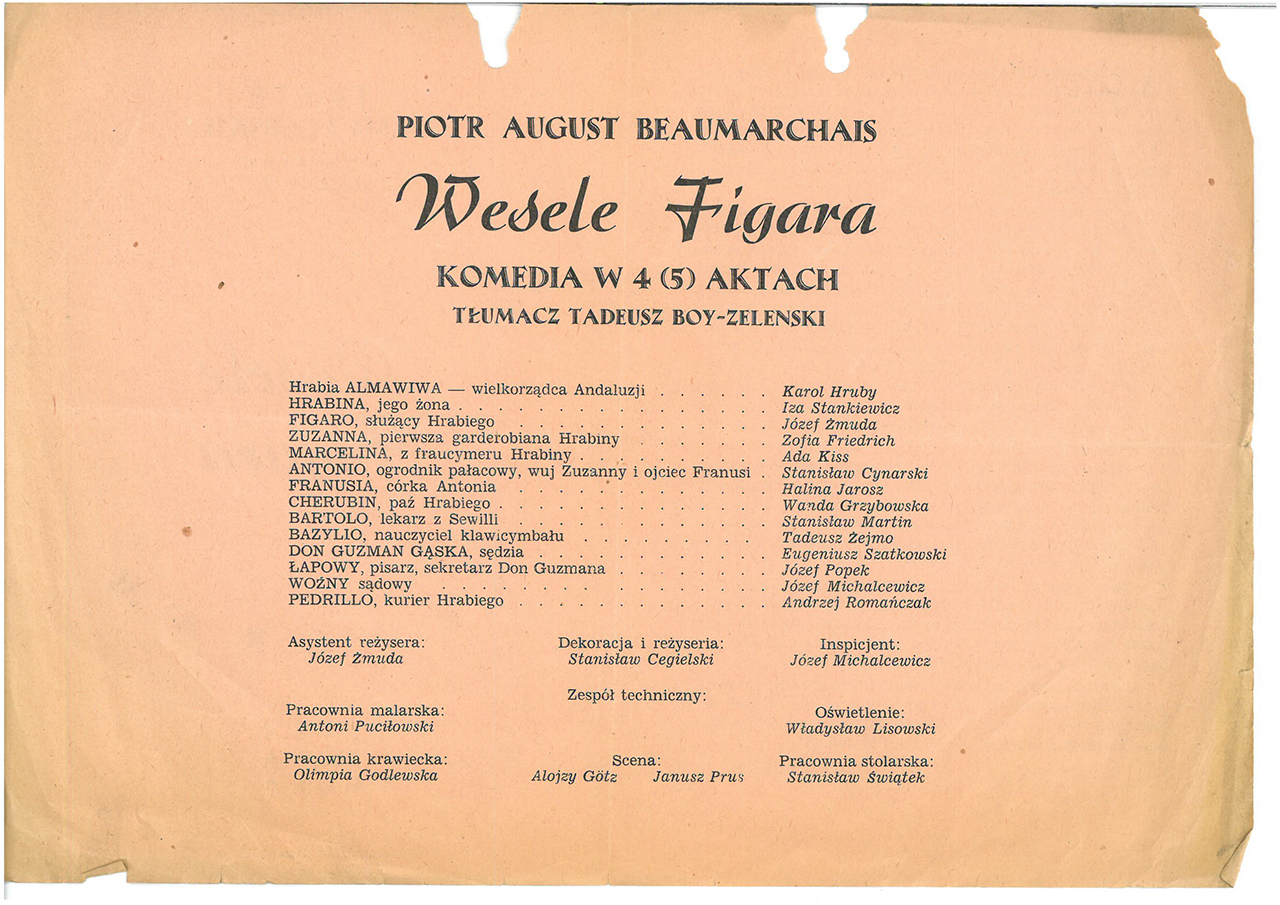 PIOTR AUGUST BEAUMARCHAIS
Wesele Figara
KOMEDIA W 4 (5) AKTACH
TŁUMACZ TADEUSZ BOY-ZELENSKI
Hrabia ALMAWIWA — wielkorządca Andaluzji . . . . . . Karol Hruby
HRABINA, jego żona . . . . . . . . . . . . . . . . Iza Stankiewicz
FIGARO, służący Hrabiego . . . . . . . . . . . . . Józef Żmuda
ZUZANNA, pierwsza garderobiana Hrabiny . . . . . . . Zofia Friedrich
MARCELINA, z fraucymeru Hrabiny . . . . . . . . . . Ada Kiss
ANTONIO, ogrodnik pałacowy, wuj Zuzanny i ojciec Franusi . Stanisław Cynarski
FRANUSIA, córka Antonia . . . . . . . . . . . . . Halina Jarosz
CHERUBIN, paź Hrabiego . . . . . . . . . . . . . . Wanda Grzybowska
BARTOLO, lekarz z Sewilli . . . . . . . . . . . . . Stanisław Martin
BAZYLIO, nauczyciel klawicymbału . . . . . . . . . Tadeusz Żejmo
DON GUZMAN GĄSKA, sędzia . . . . . . . . . . . . Eugeniusz Szatkowski
ŁAPOWY, pisarz, sekretarz Don Guzmana . . . . . . . . Józef Popek
WOŹNY sądowy . . . . . . . . . . . . . . . . . Józef Michalcewicz
PEDRILLO, kurier Hrabiego . . . . . . . . . . . . . Andrzej Romańczak
Asystent reżysera: Dekoracja i reżyseria: Inspicjent:
Józef Żmuda Stanisław Cegielski Józef Michalcewicz
Zespół techniczny:
Pracownia malarska: Oświetlenie:
Antoni Puciłowski Władysław Lisowski
Pracownia krawiecka: Scena: Pracownia stolarska:
Olimpia Godlewska Alojzy Götz Janusz Prus Stanisław Świątek